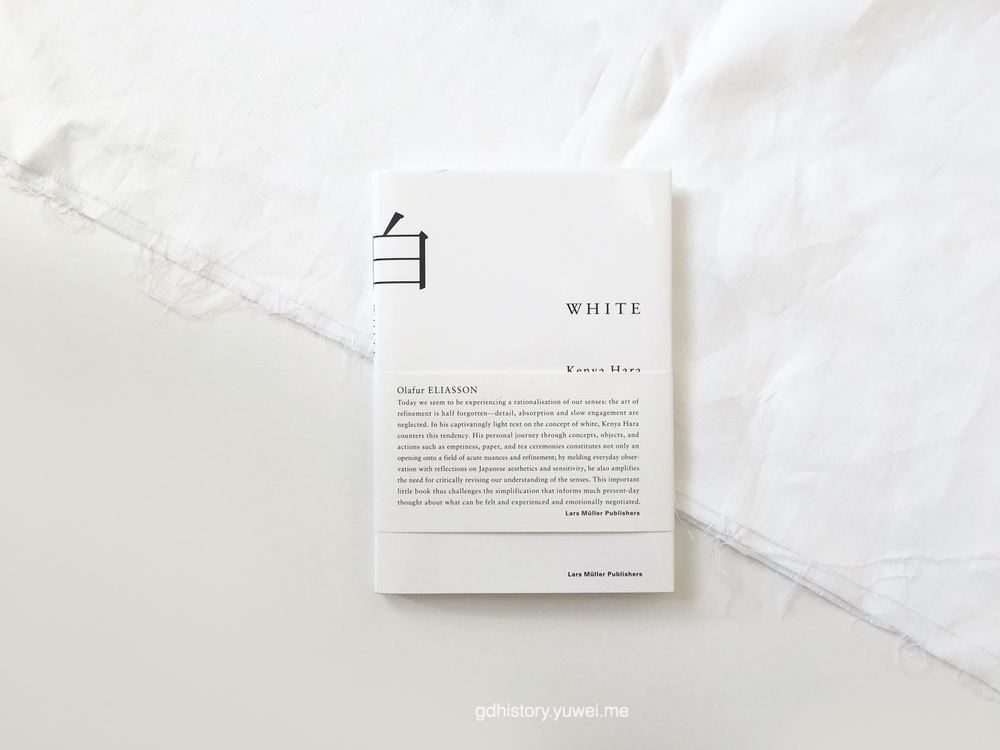 白
WHITE
Kenya Hara
Olafur ELIASSON
Today we seem to be experiencing a rationalisation of our senses: the art of
refinement is half forgotten—detail, absorption and slow engagement are
neglected. In his captivatingly light text on the concept of white, Kenya Hara
counters this tendency. His personal journey through concepts, objects, and
actions such as emptiness, paper, and tea ceremonies constitutes not only an
opening onto a field of acute nuances and refinement; by melding everyday obser-
vation with reflections on Japanese aesthetics and sensitivity, he also amplifies
the need for critically revising our understanding of the senses. This important
little book thus challenges the simplification that informs much present-day
thought about what can be felt and experienced and emotionally negotiated.
Lars Müller Publishers
Lars Müller Publishers
gdhistory.yuwei.me